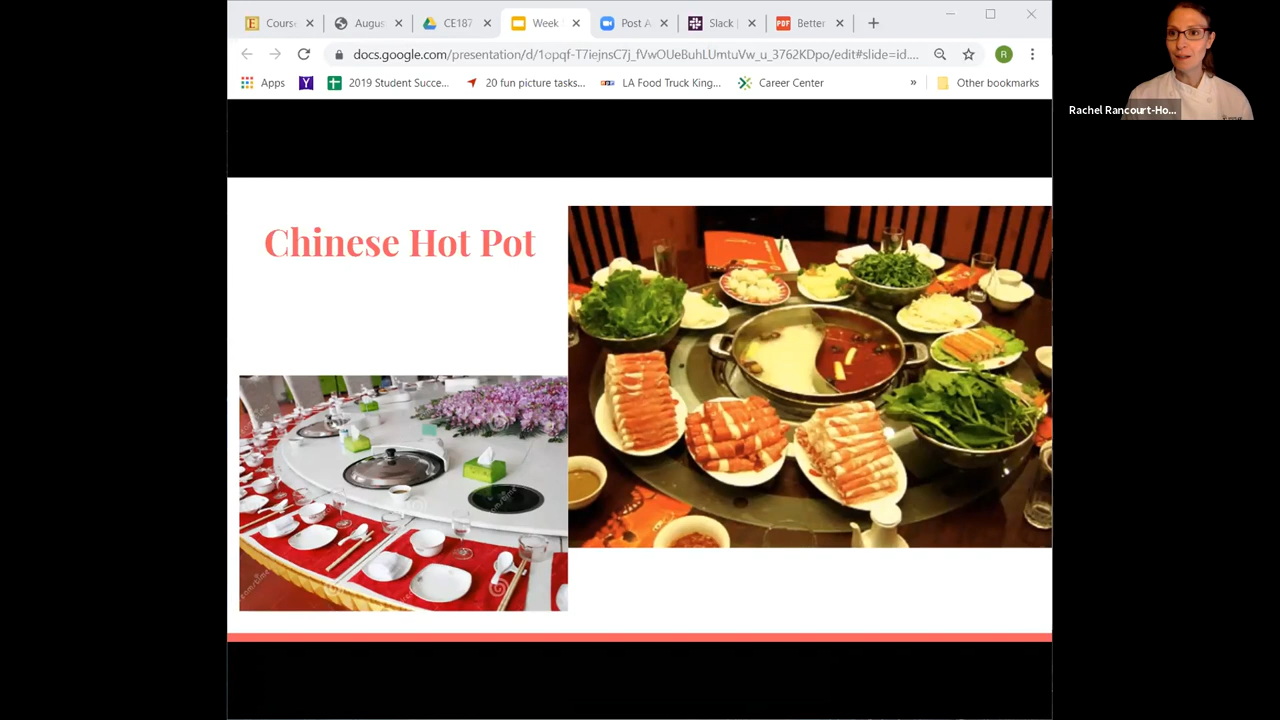 Course
Augus
CE187
Week
Post A
Slack
Better
docs.google.com/presentation/d/1opqf-T7iejnsC7j_fVwOUeBuhLUmtuVw_u_3762KDpo/edit#slide=id....
R
Apps
2019 Student Succe...
20 fun picture tasks...
LA Food Truck King...
Career Center
»
Other bookmarks
Rachel Rancourt-Ho...
Chinese Hot Pot